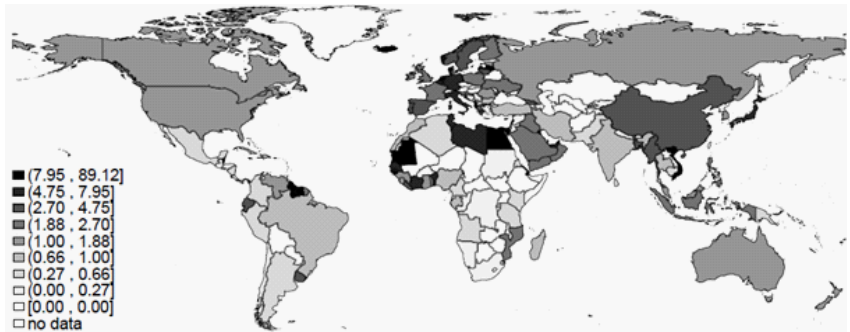 (7.95 , 89.12]
(4.75 , 7.95]
(2.70 , 4.75]
(1.88 , 2.70]
(1.00 , 1.88]
(0.66 , 1.00]
(0.27 , 0.66]
(0.00 , 0.27]
[0.00 , 0.00]
no data